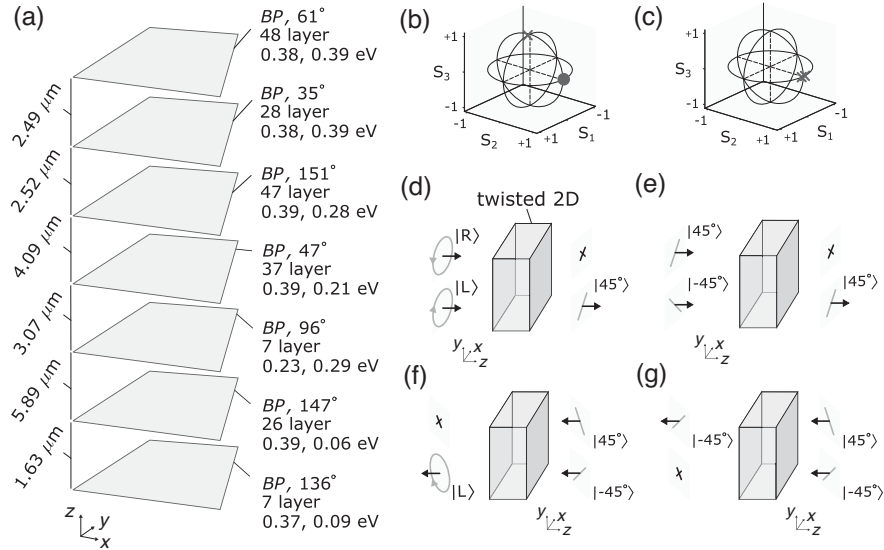 (a)
BP, 61°
48 layer
0.38, 0.39 eV
2.49 μm
BP, 35°
28 layer
0.38, 0.39 eV
2.52 μm
BP, 151°
47 layer
0.39, 0.28 eV
4.09 μm
BP, 47°
37 layer
0.39, 0.21 eV
3.07 μm
BP, 96°
7 layer
0.23, 0.29 eV
5.89 μm
BP, 147°
26 layer
0.39, 0.06 eV
1.63 μm
BP, 136°
7 layer
0.37, 0.09 eV
z
y
x
(b)
+1
S3
-1
-1
S2
+1
+1
S1
-1
(c)
+1
S3
-1
-1
S2
+1
+1
S1
-1
(d)
twisted 2D
|R⟩
|L⟩
|45°⟩
y
x
z
(e)
|45°⟩
|-45°⟩
|45°⟩
y
x
z
(f)
|L⟩
|45°⟩
|-45°⟩
y
x
z
(g)
|-45°⟩
|45°⟩
|-45°⟩
y
x
z